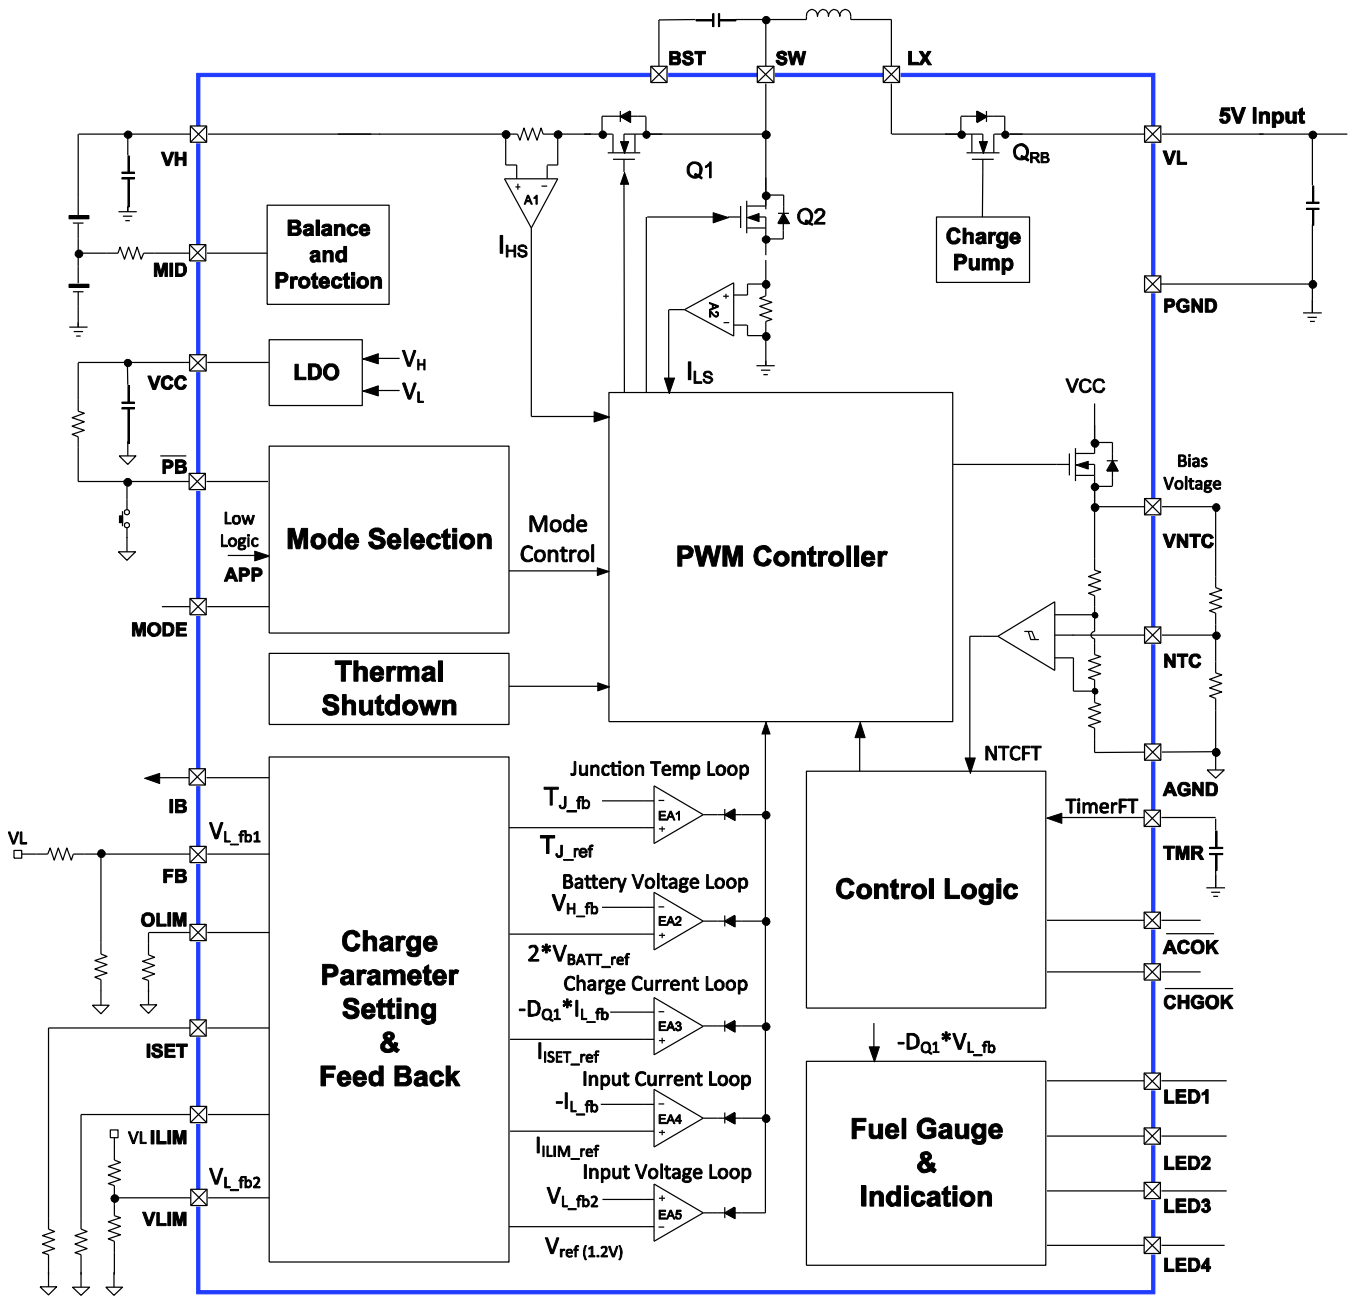 BST
SW
LX
5V Input
VH
VL
Q1
QRB
A1
Q2
IHS
Balance
and
Protection
MID
Charge
Pump
A2
PGND
ILS
LDO
VH
VL
VCC
VCC
PB
Bias
Voltage
Low
Logic
APP
Mode Selection
Mode
Control
PWM Controller
VNTC
MODE
NTC
Thermal
Shutdown
NTCFT
AGND
IB
Junction Temp Loop
TJ_fb
EA1
TJ_ref
TimerFT
TMR
VL
VL_fb1
FB
OLIM
Battery Voltage Loop
VH_fb
EA2
2*VBATT_ref
Control Logic
ACOK
CHGOK
Charge
Parameter
Setting
&
Feed Back
Charge Current Loop
-DQ1*IL_fb
EA3
IISET_ref
ISET
-DQ1*VL_fb
Input Current Loop
-IL_fb
EA4
IILIM_ref
VL
ILIM
VL_fb2
VLIM
Input Voltage Loop
VL_fb2
EA5
Vref (1.2V)
Fuel Gauge
&
Indication
LED1
LED2
LED3
LED4
+ −
+
−
−
+
−
+
−
+
−
+
+
−